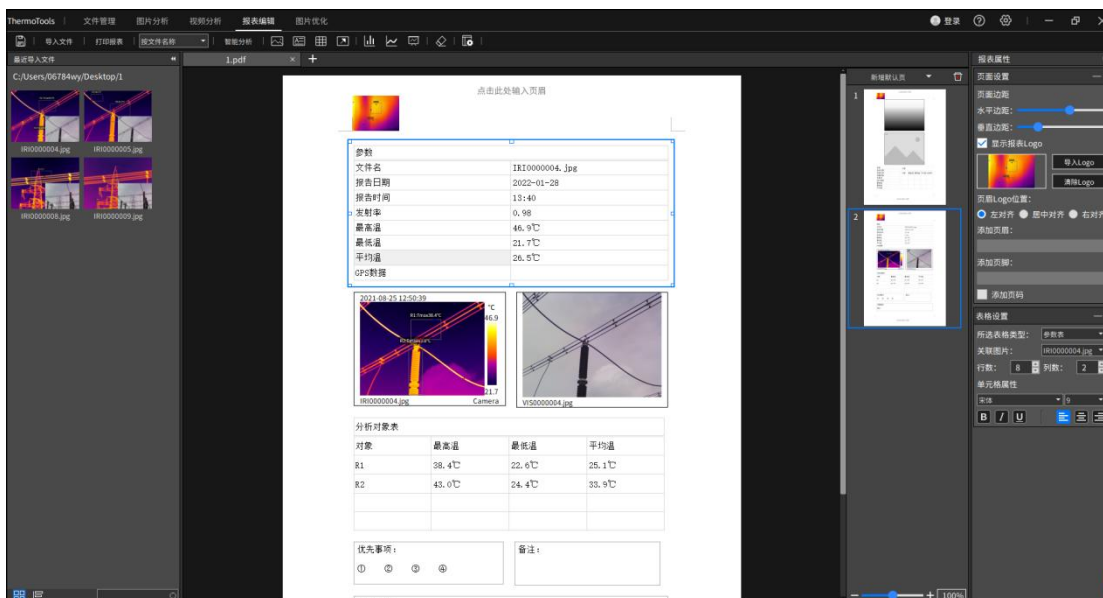 ThermoTools 文件管理 图片分析 视频分析 报表编辑 图片优化 登录
导入文件 打印报表 按文件名称 智能分析
最近导入文件
C:/Users/06784wy/Desktop/1
IRI0000004.jpg IRI0000005.jpg
IRI0000008.jpg IRI0000009.jpg
1.pdf × +
点击此处输入页眉
参数
文件名 IRI0000004.jpg
报告日期 2022-01-28
报告时间 13:40
发射率 0.98
最高温 46.9℃
最低温 21.7℃
平均温 26.5℃
GPS数据
2021-08-25 12:50:39
℃
46.9
R1:Tmax38.4℃
21.7
IRI0000004.jpg Camera
VIS0000004.jpg
分析对象表
对象 最高温 最低温 平均温
R1 38.4℃ 22.6℃ 25.1℃
R2 43.0℃ 24.4℃ 33.9℃
优先事项： 备注：
① ② ③ ④
新增默认页
1
2
100%
报表属性
页面设置
页面边距
水平边距：
垂直边距：
显示报表Logo
导入Logo
清除Logo
页眉Logo位置：
左对齐 居中对齐 右对
添加页眉：
添加页脚：
添加页码
表格设置
所选表格类型： 参数表
关联图片： IRI0000004.jpg
行数： 8 列数： 2
单元格属性
宋体 9
B I U